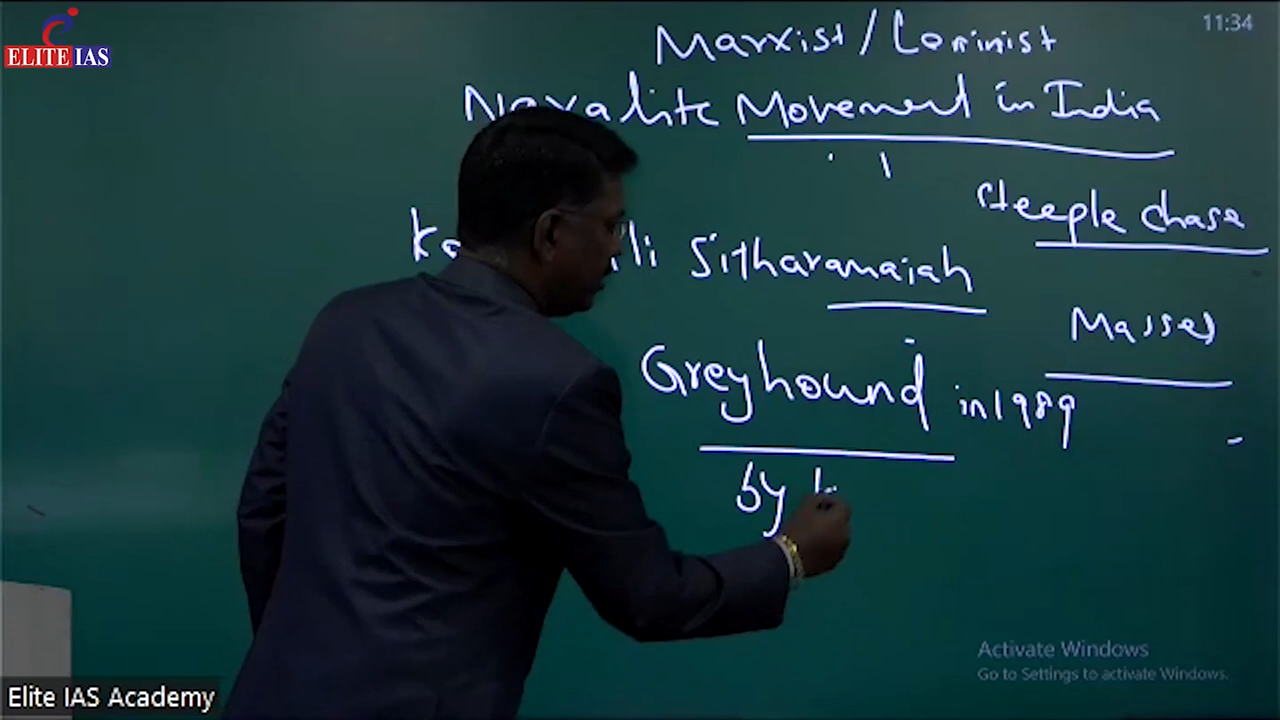 11:34
ELITE IAS
Marxist / Leninist
Naxalite Movement in India
Steeple chase
Sitharamaiah
Masses
Greyhound in 1989
by
Activate Windows
Go to Settings to activate Windows.
Elite IAS Academy